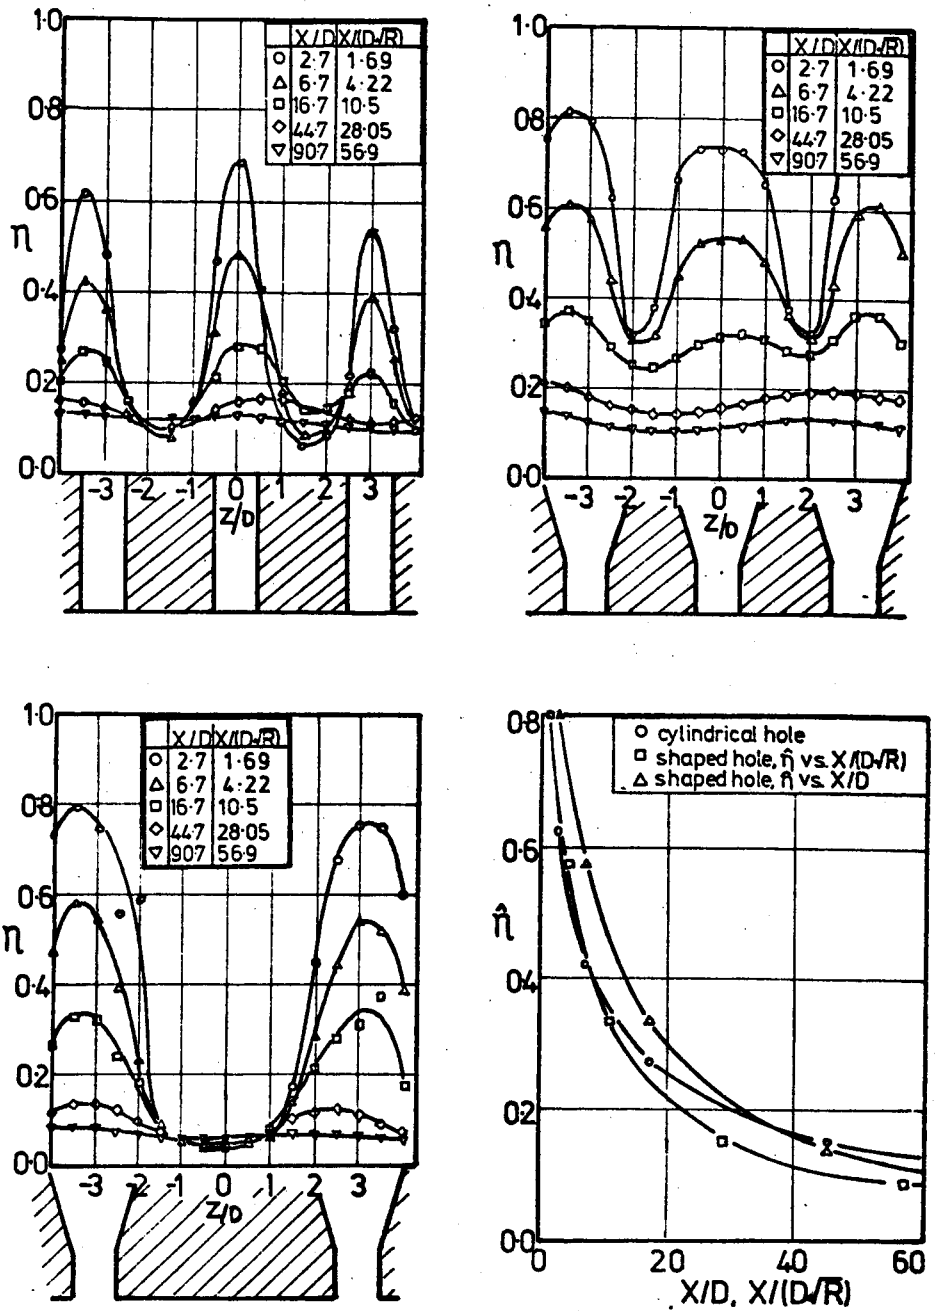 1.0
0.8
0.6
0.4
0.2
0.0
η
X/D X/(D√R)
○ 2·7 1·69
△ 6·7 4·22
□ 16·7 10·5
◇ 44·7 28·05
▽ 90·7 56·9
-3 -2 -1 0 1 2 3
Z/D
1.0
0.8
0.6
0.4
0.2
0.0
η
X/D X/(D√R)
○ 2·7 1·69
△ 6·7 4·22
□ 16·7 10·5
◇ 44·7 28·05
▽ 90·7 56·9
-3 -2 -1 0 1 2 3
Z/D
1.0
0.8
0.6
0.4
0.2
0.0
η
X/D X/(D√R)
○ 2·7 1·69
△ 6·7 4·22
□ 16·7 10·5
◇ 44·7 28·05
▽ 90·7 56·9
-3 -2 -1 0 1 2 3
Z/D
0.8
0.6
0.4
0.2
0.0
η̂
○ cylindrical hole
□ shaped hole, η̂ vs. X/(D√R)
△ shaped hole, η̂ vs. X/D
0 20 40 60
X/D, X/(D√R)